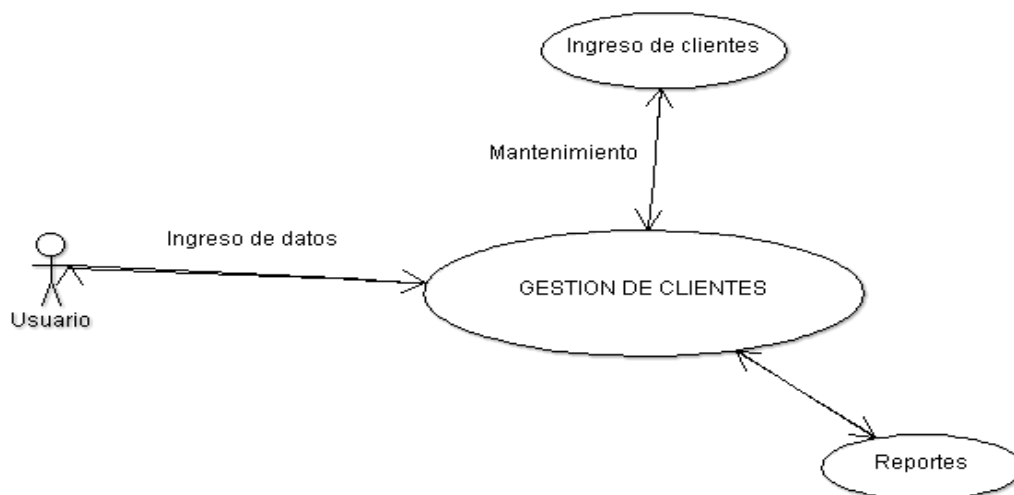 Ingreso de clientes
Mantenimiento
Ingreso de datos
GESTION DE CLIENTES
Usuario
Reportes